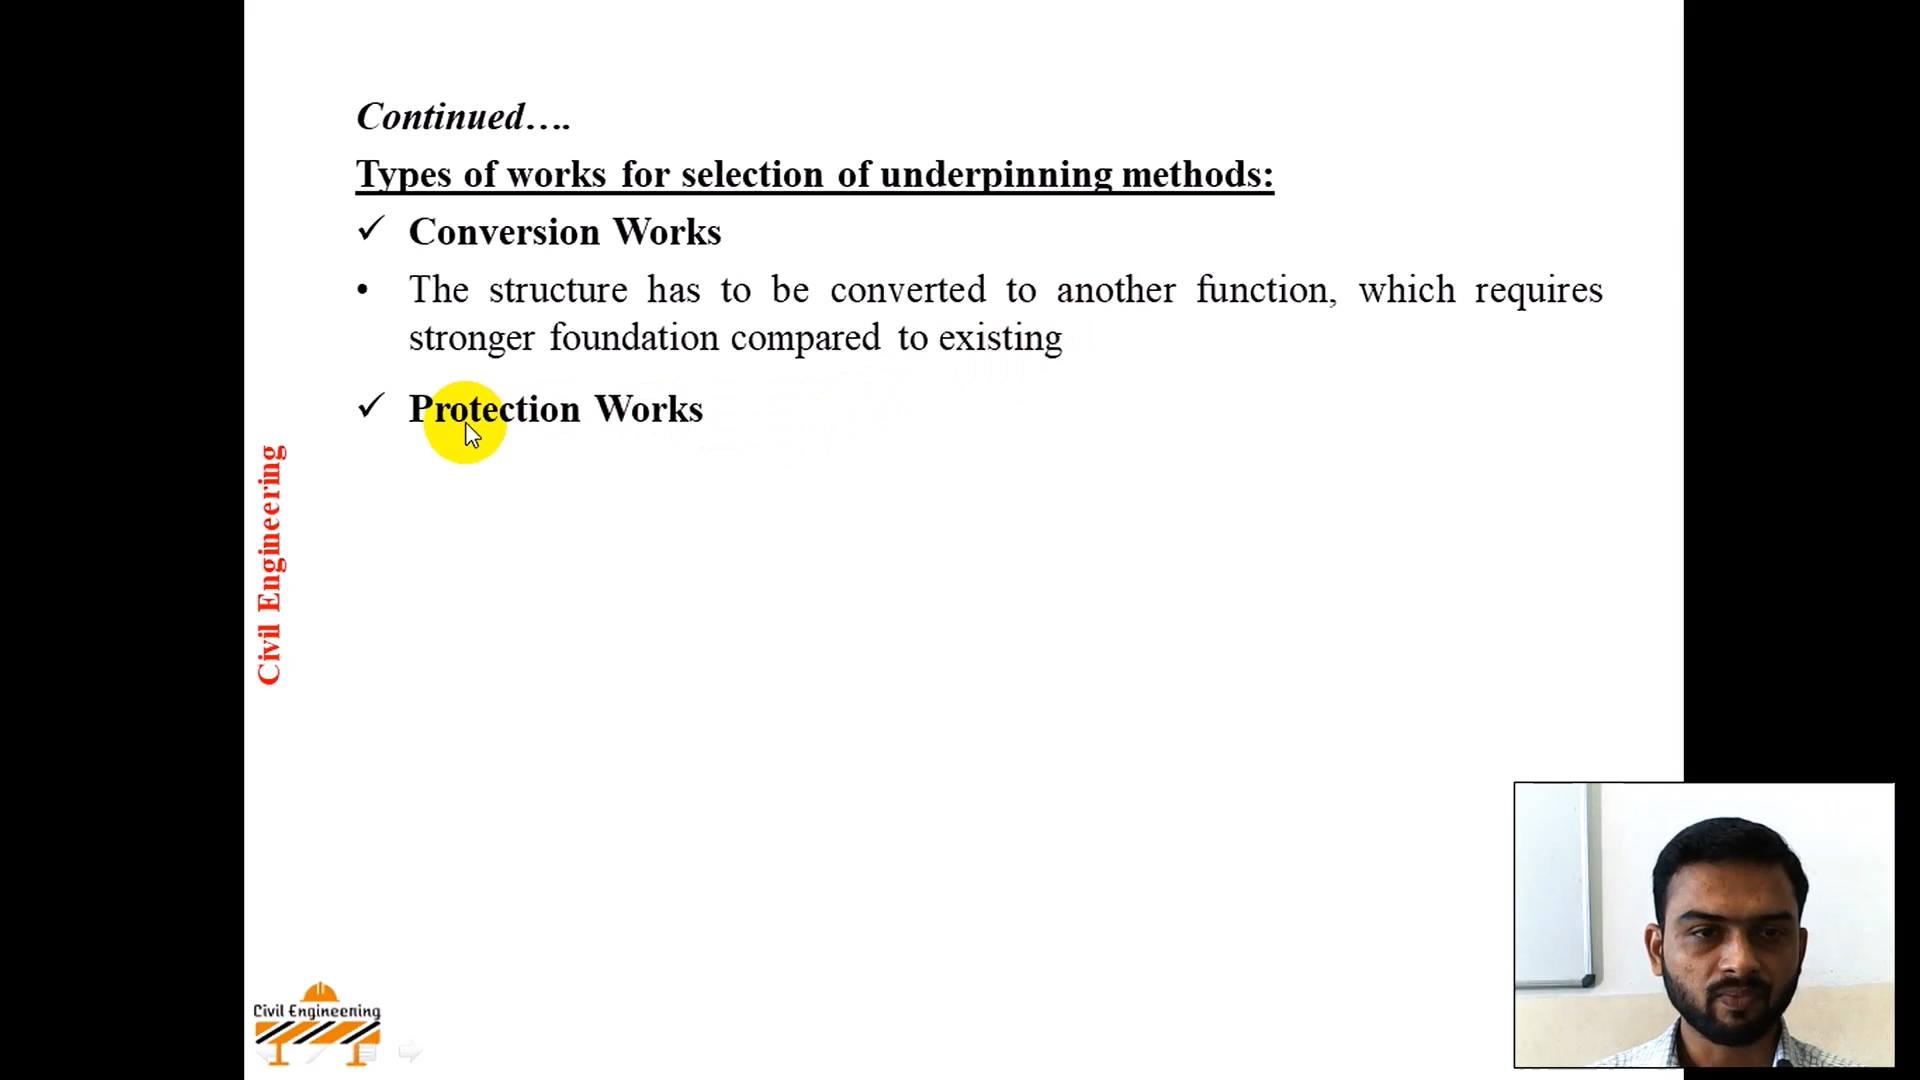 Continued….
Types of works for selection of underpinning methods:
✓ Conversion Works
• The structure has to be converted to another function, which requires
stronger foundation compared to existing
✓ Protection Works
Civil Engineering
Civil Engineering